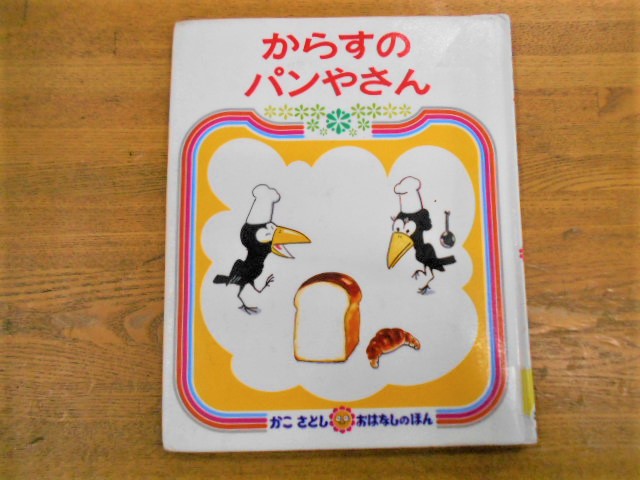 からすの
パンやさん
かこ さとし おはなしのほん